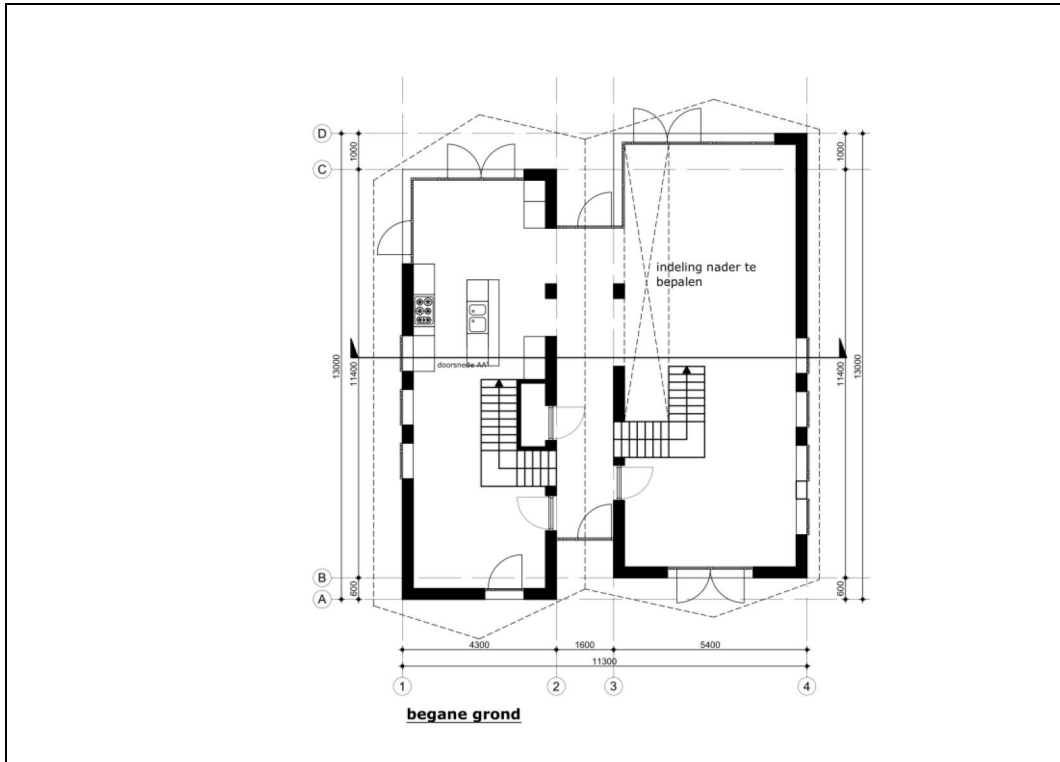 D
C
1000
1000
indeling nader te
bepalen
doorsnede AA'
13000
11400
11400
13000
B
A
600
600
4300
1600
5400
11300
1
2
3
4
begane grond